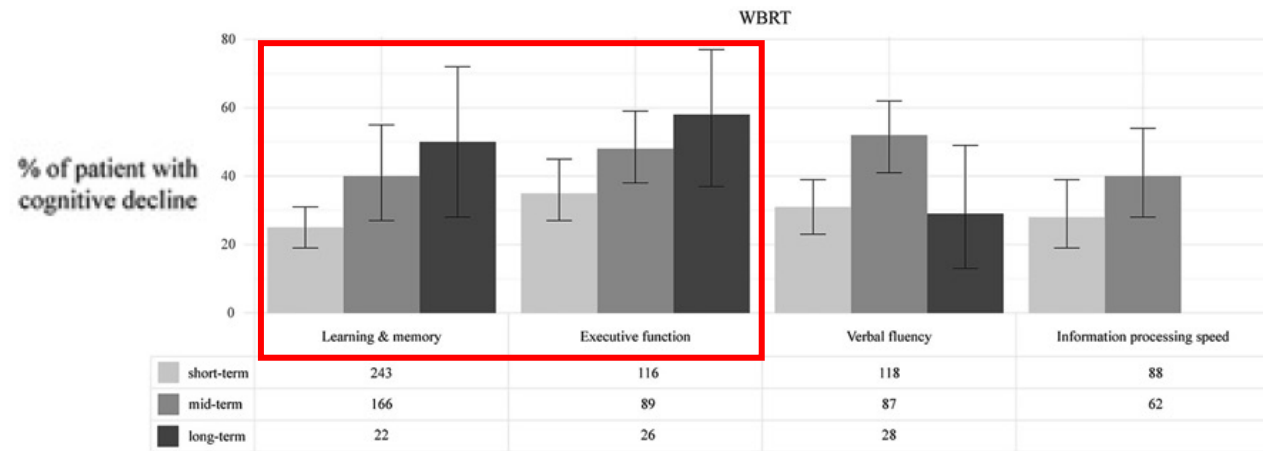 WBRT
80
60
40
20
0
% of patient with
cognitive decline
Learning & memory Executive function Verbal fluency Information processing speed
short-term 243 116 118 88
mid-term 166 89 87 62
long-term 22 26 28